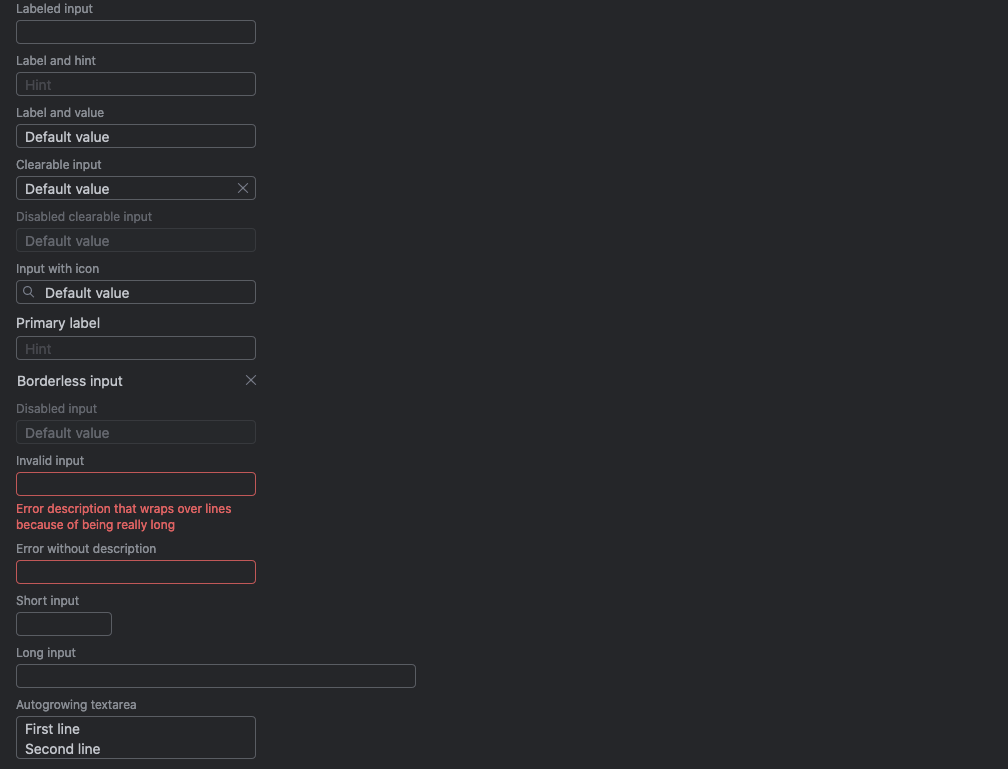 Labeled input
Label and hint
Hint
Label and value
Default value
Clearable input
Default value
Disabled clearable input
Default value
Input with icon
Default value
Primary label
Hint
Borderless input
Disabled input
Default value
Invalid input
Error description that wraps over lines
because of being really long
Error without description
Short input
Long input
Autogrowing textarea
First line
Second line